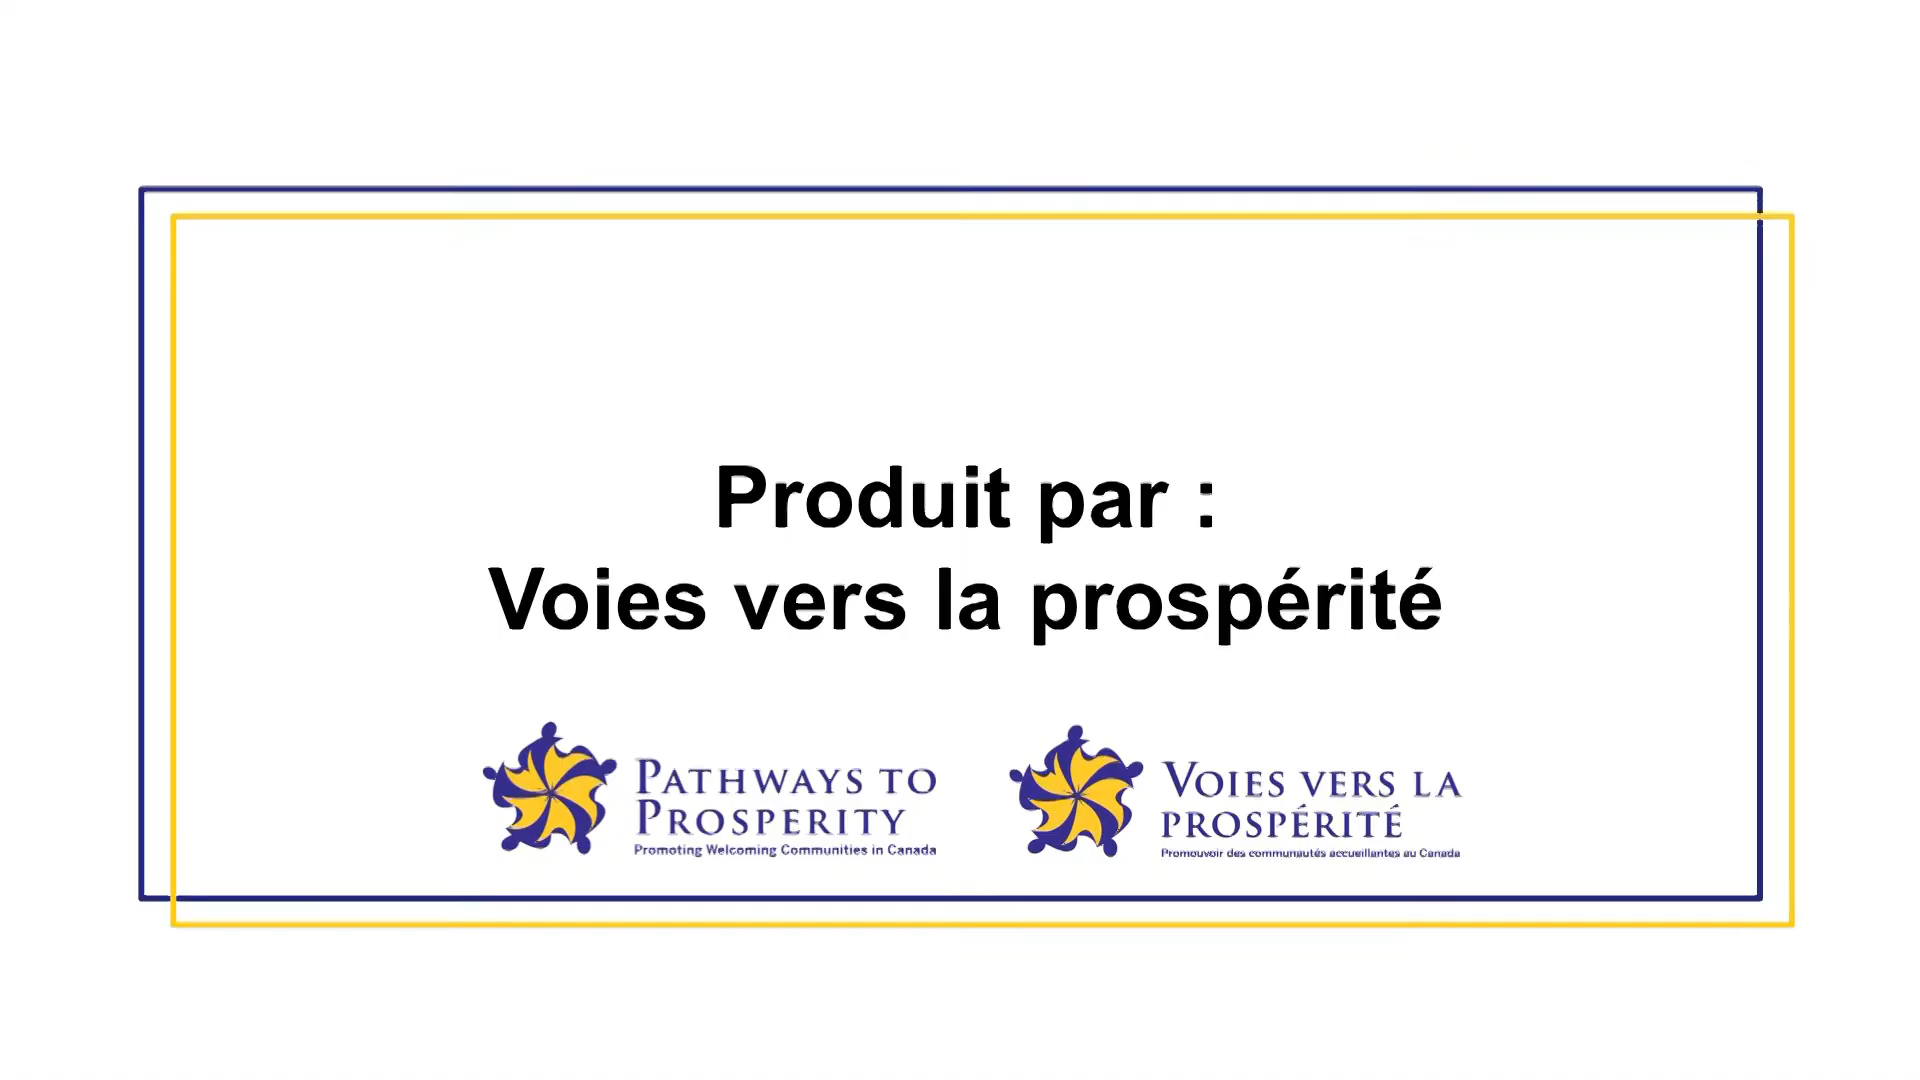 Produit par :
Voies vers la prospérité
PATHWAYS TO
PROSPERITY
Promoting Welcoming Communities in Canada
VOIES VERS LA
PROSPÉRITÉ
Promouvoir des communautés accueillantes au Canada